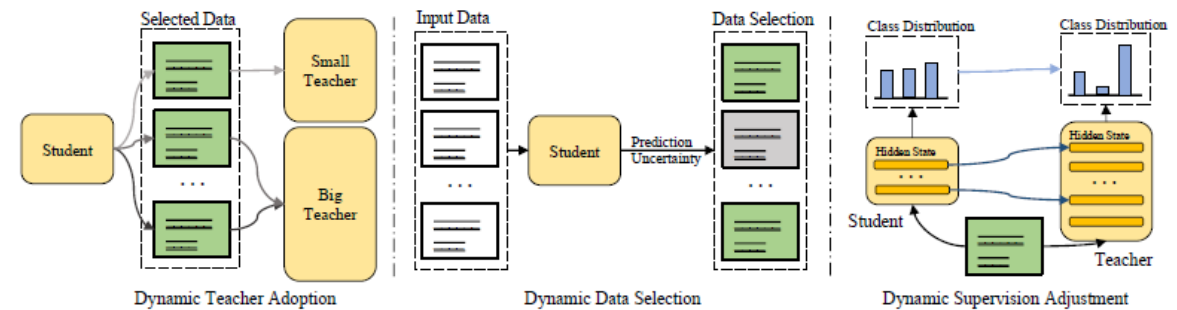 Selected Data
Small
Teacher
Student
Big
Teacher
. . .
Dynamic Teacher Adoption
Input Data
Data Selection
Student
Prediction
Uncertainty
. . .
. . .
Dynamic Data Selection
Class Distribution
Class Distribution
Hidden State
. . .
Hidden State
. . .
Student
Teacher
Dynamic Supervision Adjustment